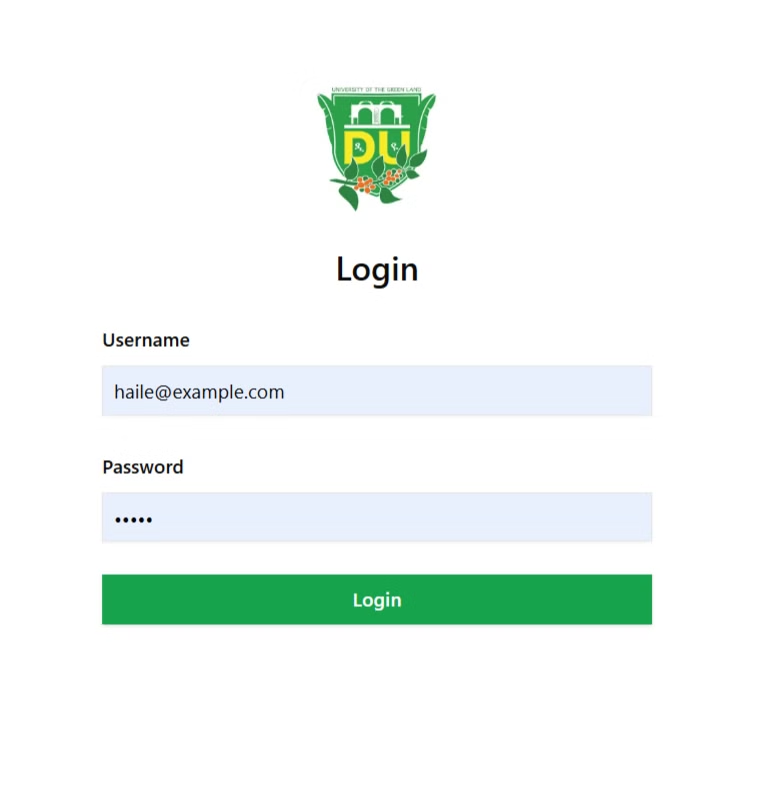 UNIVERSITY OF THE GREEN LAND
DU
Login
Username
haile@example.com
Password
•••••
Login